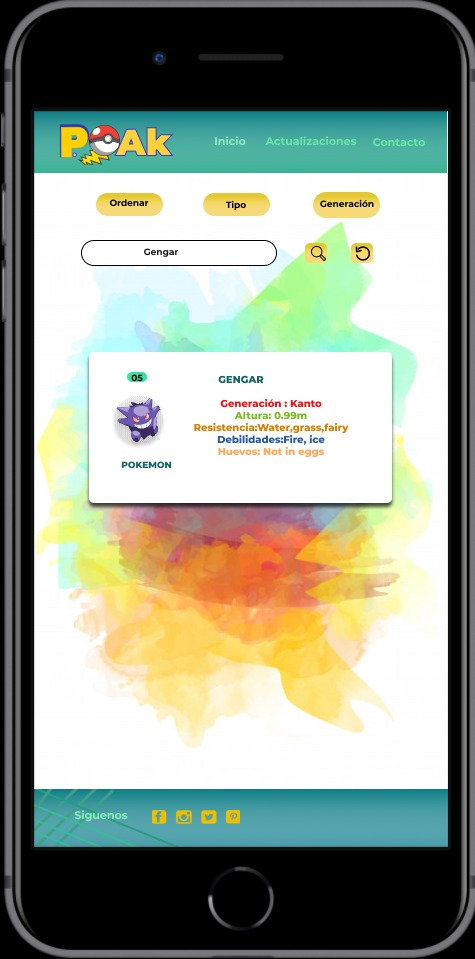 POAk
Inicio Actualizaciones Contacto
Ordenar Tipo Generación
Gengar
05
GENGAR
Generación : Kanto
Altura: 0.99m
Resistencia:Water,grass,fairy
Debilidades:Fire, ice
Huevos: Not in eggs
POKEMON
Siguenos